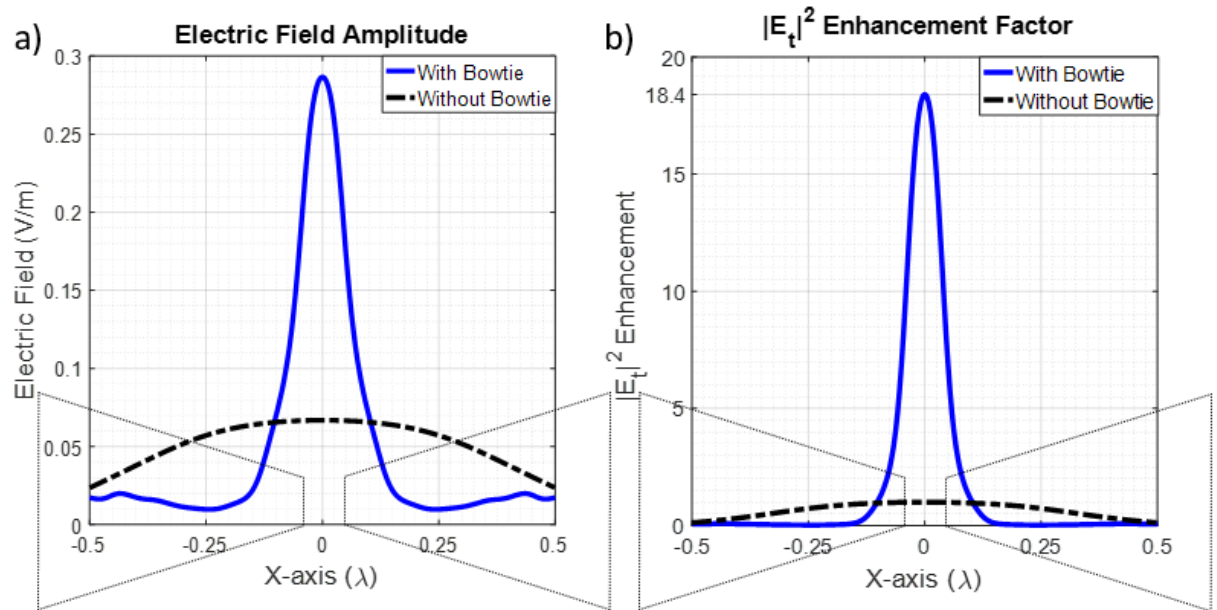 a)
Electric Field Amplitude
With Bowtie
Without Bowtie
Electric Field (V/m)
0.3
0.25
0.2
0.15
0.1
0.05
0
-0.5
-0.25
0
0.25
0.5
X-axis (λ)
b)
|Eₜ|² Enhancement Factor
With Bowtie
Without Bowtie
|Eₜ|² Enhancement
20
18.4
15
10
5
0
-0.5
-0.25
0
0.25
0.5
X-axis (λ)